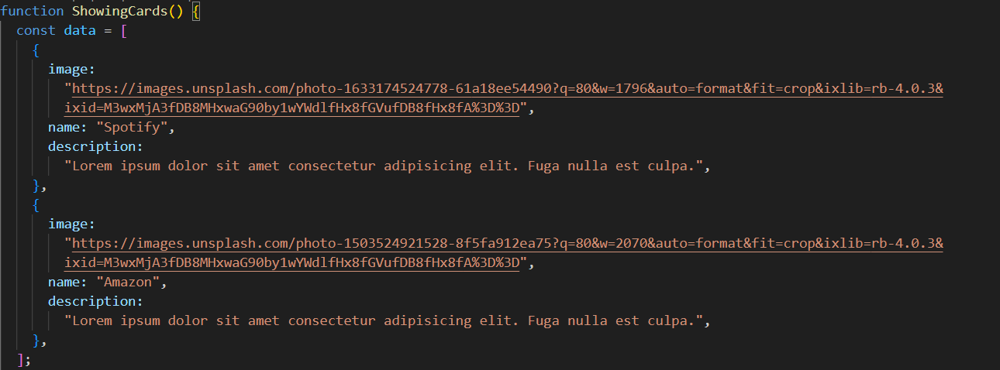 function ShowingCards() {
const data = [
{
image:
"https://images.unsplash.com/photo-1633174524778-61a18ee54490?q=80&w=1796&auto=format&fit=crop&ixlib=rb-4.0.3&
ixid=M3wxMjA3fDB8MHxwaG90by1wYWdlfHx8fGVufDB8fHx8fA%3D%3D",
name: "Spotify",
description:
"Lorem ipsum dolor sit amet consectetur adipisicing elit. Fuga nulla est culpa.",
},
{
image:
"https://images.unsplash.com/photo-1503524921528-8f5fa912ea75?q=80&w=2070&auto=format&fit=crop&ixlib=rb-4.0.3&
ixid=M3wxMjA3fDB8MHxwaG90by1wYWdlfHx8fGVufDB8fHx8fA%3D%3D",
name: "Amazon",
description:
"Lorem ipsum dolor sit amet consectetur adipisicing elit. Fuga nulla est culpa.",
},
];